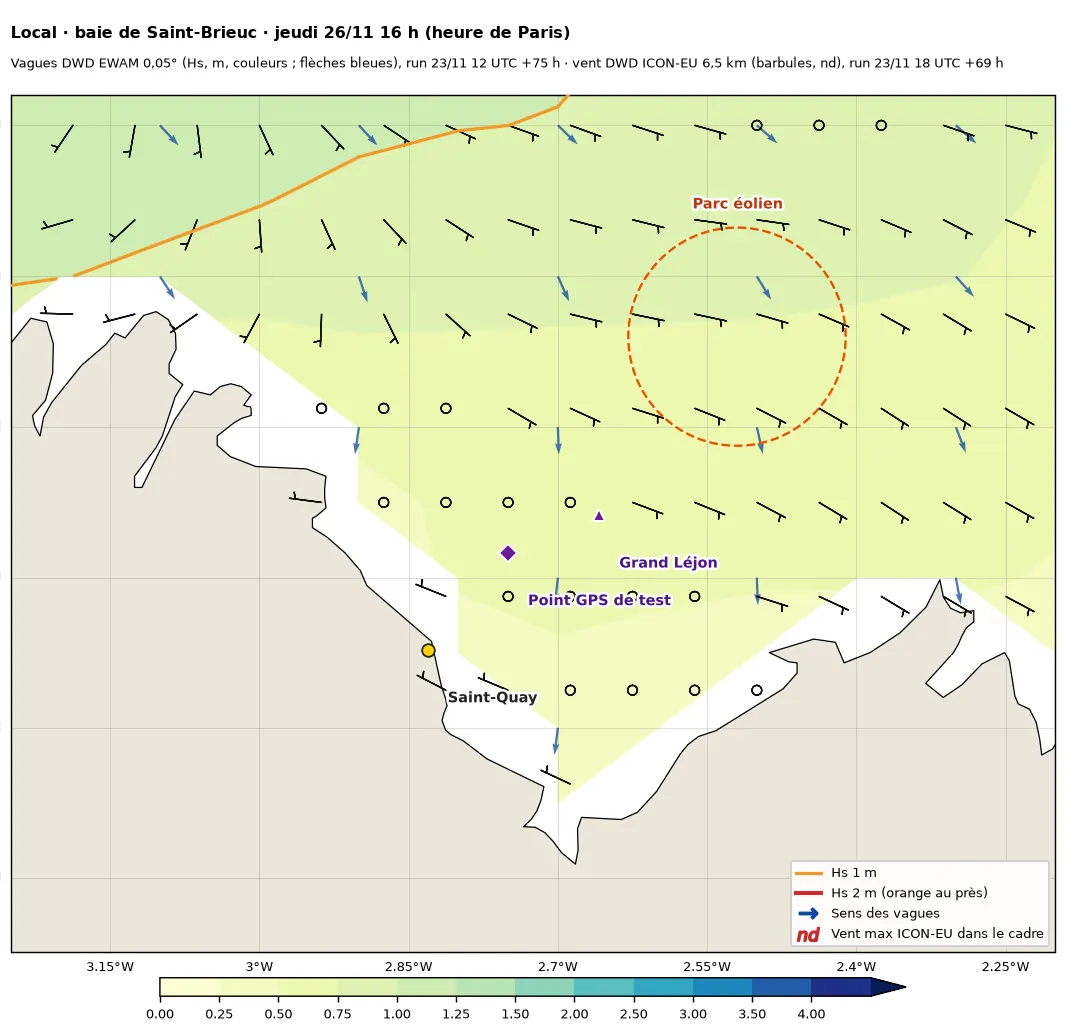 Local · baie de Saint-Brieuc · jeudi 26/11 16 h (heure de Paris)
Vagues DWD EWAM 0,05° (Hs, m, couleurs ; flèches bleues), run 23/11 12 UTC +75 h · vent DWD ICON-EU 6,5 km (barbules, nd), run 23/11 18 UTC +69 h
Parc éolien
Grand Léjon
Point GPS de test
Saint-Quay
Hs 1 m
Hs 2 m (orange au près)
Sens des vagues
nd Vent max ICON-EU dans le cadre
3.15°W 3°W 2.85°W 2.7°W 2.55°W 2.4°W 2.25°W
0.00 0.25 0.50 0.75 1.00 1.25 1.50 2.00 2.50 3.00 3.50 4.00